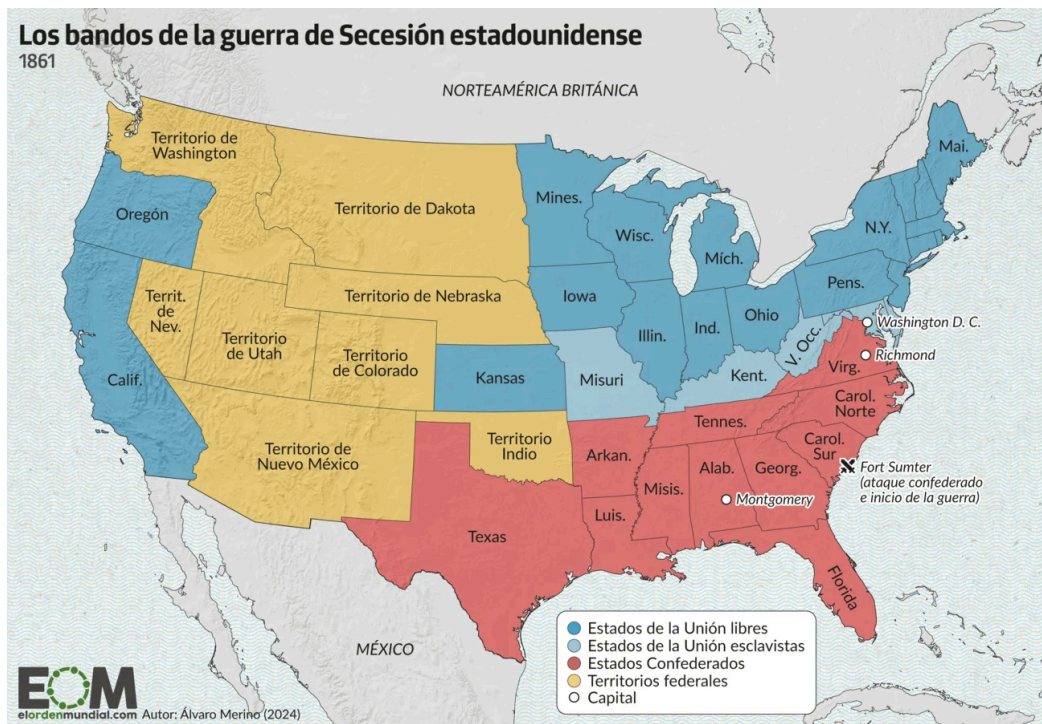 Los bandos de la guerra de Secesión estadounidense
1861
NORTEAMÉRICA BRITÁNICA
Territorio de
Washington
Mai.
Oregón
Territorio de Dakota
Mines.
Wisc.
Mích.
N.Y.
Territ.
de
Nev.
Territorio
de Utah
Territorio de Nebraska
Iowa
Illin.
Ind.
Ohio
Pens.
Calif.
Territorio
de Colorado
Kansas
Misuri
Kent.
V. Occ.
Washington D. C.
Virg.
Richmond
Territorio de
Nuevo México
Territorio
Indio
Arkan.
Tennes.
Carol.
Norte
Carol.
Sur
Texas
Luis.
Misis.
Alab.
Georg.
Montgomery
Fort Sumter
(ataque confederado
e inicio de la guerra)
Florida
MÉXICO
Estados de la Unión libres
Estados de la Unión esclavistas
Estados Confederados
Territorios federales
Capital
EOM
elordenmundial.com Autor: Álvaro Merino (2024)